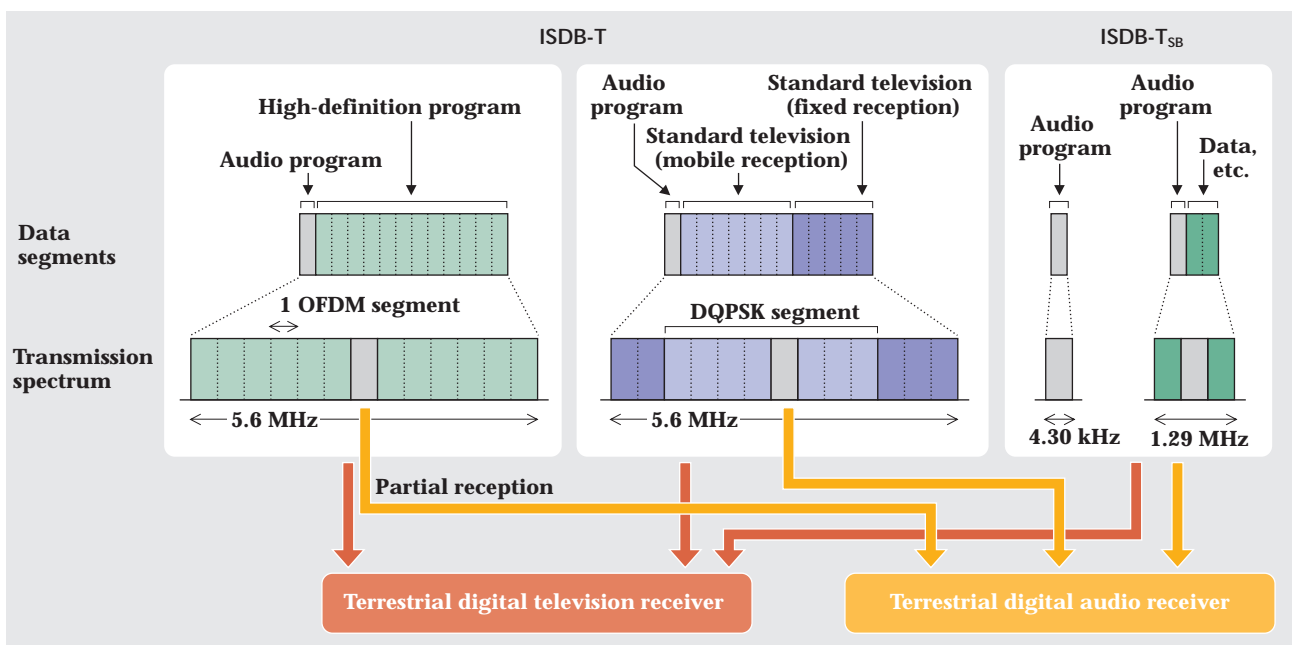 ISDB-T
ISDB-T_SB
High-definition program
Audio program
Audio
program
Standard television
(mobile reception)
Standard television
(fixed reception)
Audio
program
Audio
program
Data,
etc.
Data
segments
1 OFDM segment
DQPSK segment
Transmission
spectrum
5.6 MHz
5.6 MHz
4.30 kHz
1.29 MHz
Partial reception
Terrestrial digital television receiver
Terrestrial digital audio receiver